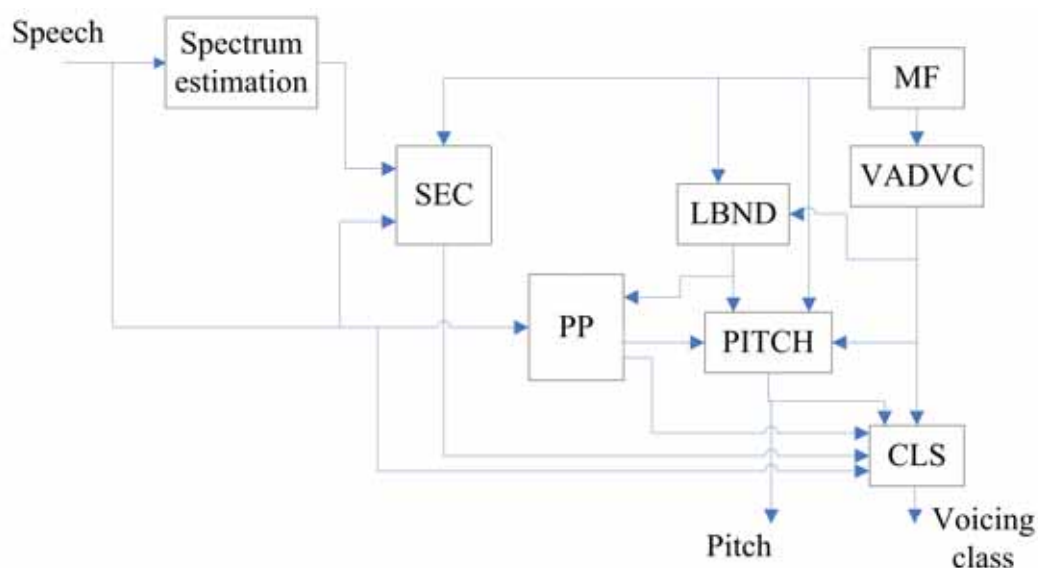 Speech
Spectrum
estimation
MF
VADVC
SEC
LBND
PP
PITCH
CLS
Pitch
Voicing
class